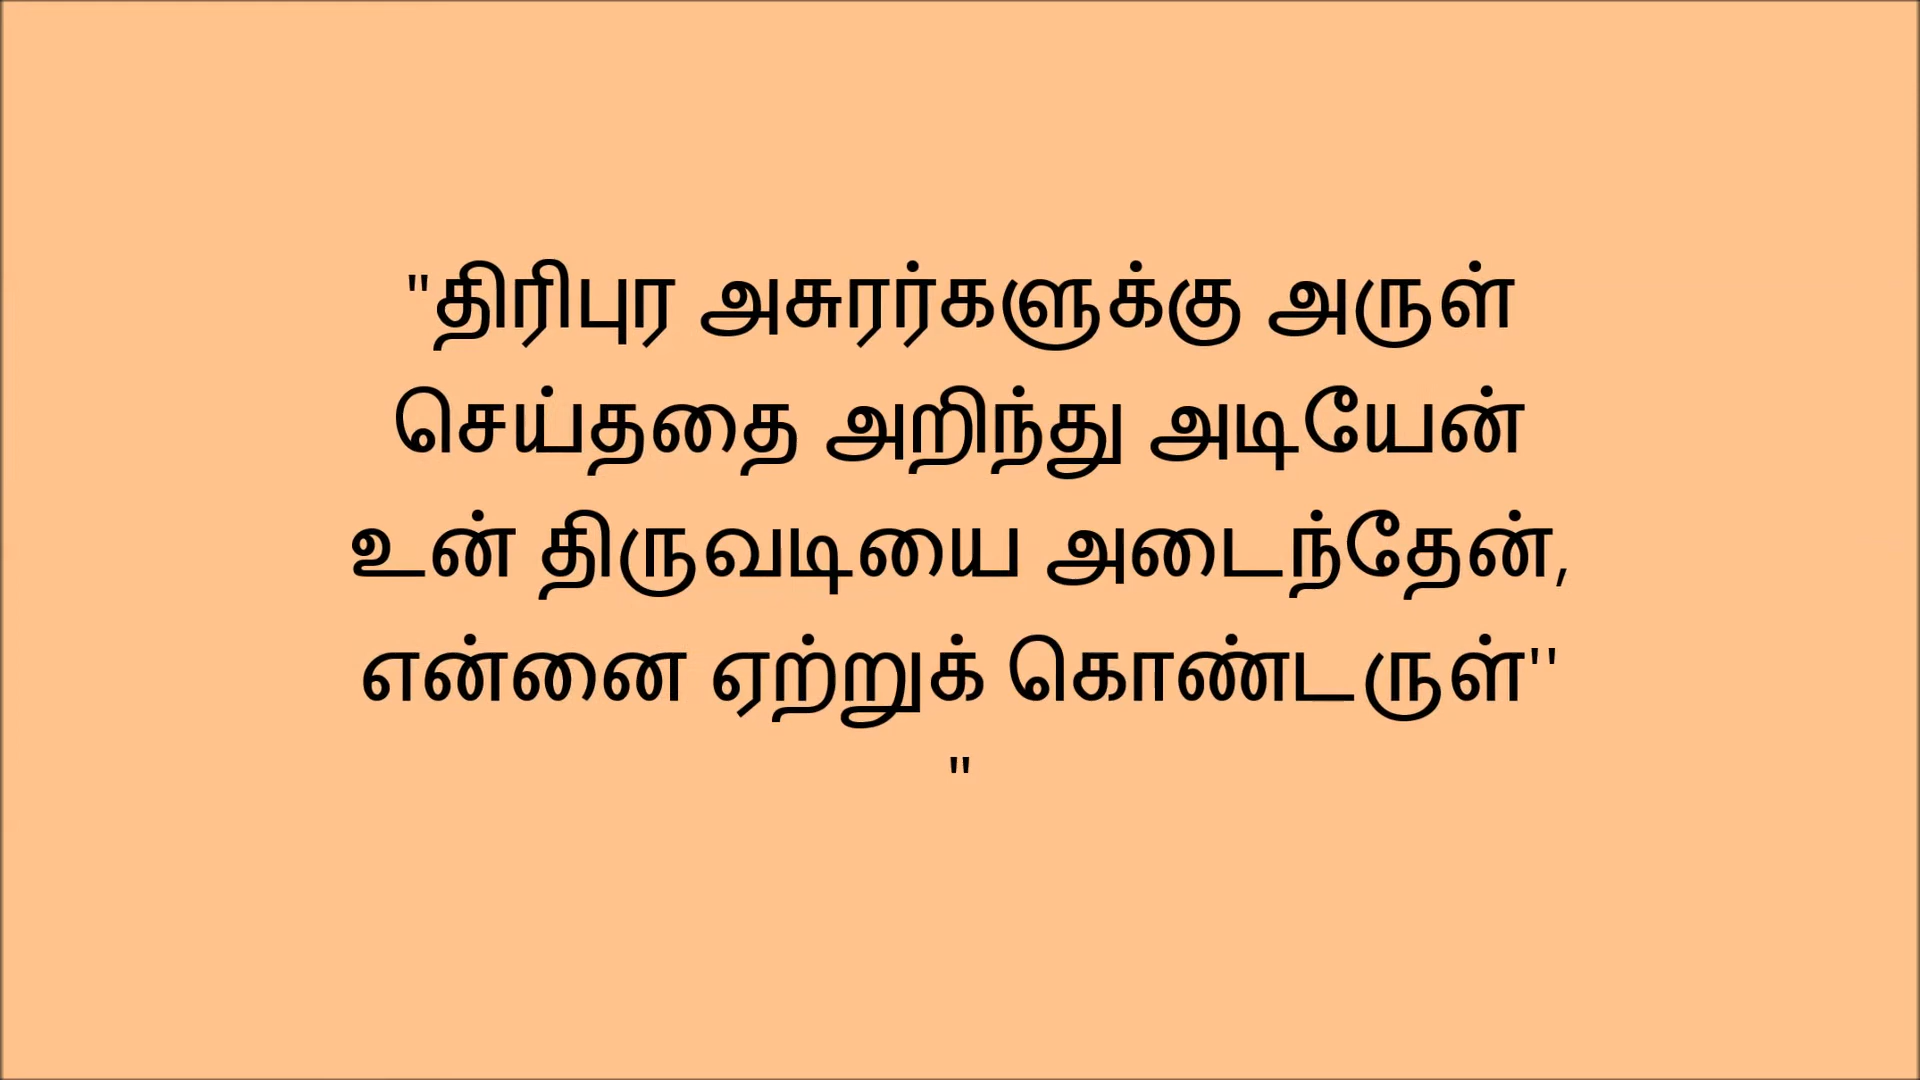 "திரிபுர அசுரர்களுக்கு அருள்
செய்ததை அறிந்து அடியேன்
உன் திருவடியை அடைந்தேன்,
என்னை ஏற்றுக் கொண்டருள்''
"